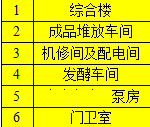 1 综合楼
2 成品堆放车间
3 机修间及配电间
4 发酵车间
5 泵房
6 门卫室